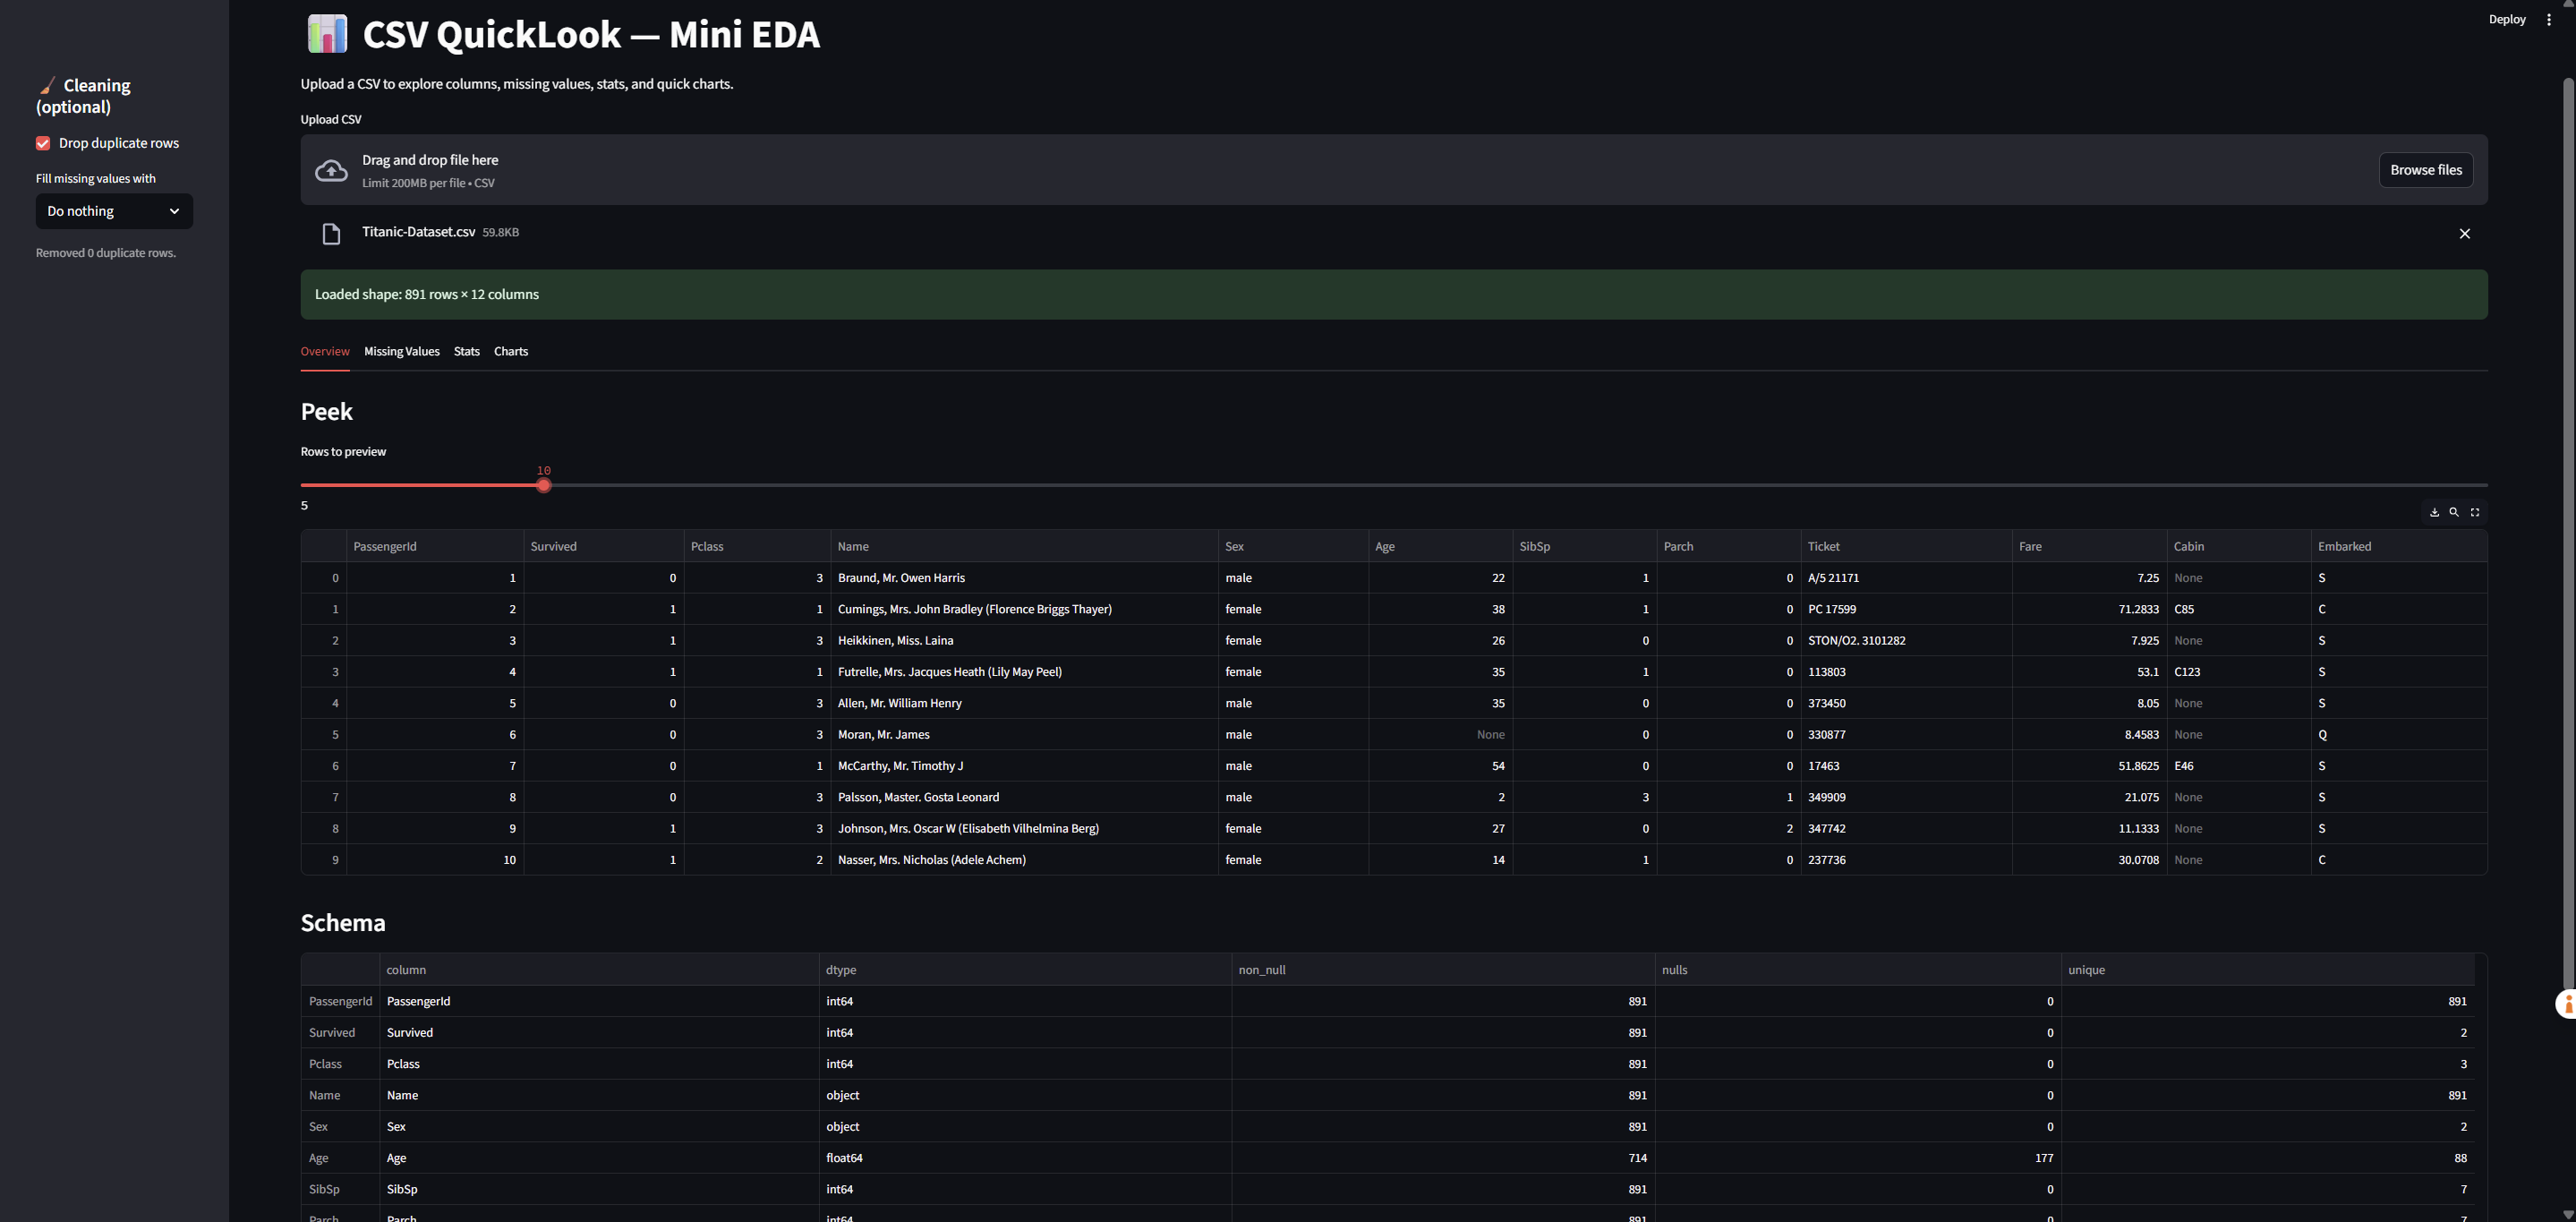 Deploy
CSV QuickLook — Mini EDA
Upload a CSV to explore columns, missing values, stats, and quick charts.
Cleaning
(optional)
Drop duplicate rows
Fill missing values with
Do nothing
Removed 0 duplicate rows.
Upload CSV
Drag and drop file here
Limit 200MB per file • CSV
Browse files
Titanic-Dataset.csv 59.8KB
Loaded shape: 891 rows × 12 columns
Overview Missing Values Stats Charts
Peek
Rows to preview
10
5
PassengerId Survived Pclass Name Sex Age SibSp Parch Ticket Fare Cabin Embarked
0 1 0 3 Braund, Mr. Owen Harris male 22 1 0 A/5 21171 7.25 None S
1 2 1 1 Cumings, Mrs. John Bradley (Florence Briggs Thayer) female 38 1 0 PC 17599 71.2833 C85 C
2 3 1 3 Heikkinen, Miss. Laina female 26 0 0 STON/O2. 3101282 7.925 None S
3 4 1 1 Futrelle, Mrs. Jacques Heath (Lily May Peel) female 35 1 0 113803 53.1 C123 S
4 5 0 3 Allen, Mr. William Henry male 35 0 0 373450 8.05 None S
5 6 0 3 Moran, Mr. James male None 0 0 330877 8.4583 None Q
6 7 0 1 McCarthy, Mr. Timothy J male 54 0 0 17463 51.8625 E46 S
7 8 0 3 Palsson, Master. Gosta Leonard male 2 3 1 349909 21.075 None S
8 9 1 3 Johnson, Mrs. Oscar W (Elisabeth Vilhelmina Berg) female 27 0 2 347742 11.1333 None S
9 10 1 2 Nasser, Mrs. Nicholas (Adele Achem) female 14 1 0 237736 30.0708 None C
Schema
column dtype non_null nulls unique
PassengerId PassengerId int64 891 0 891
Survived Survived int64 891 0 2
Pclass Pclass int64 891 0 3
Name Name object 891 0 891
Sex Sex object 891 0 2
Age Age float64 714 177 88
SibSp SibSp int64 891 0 7
Parch Parch int64 891 0 7